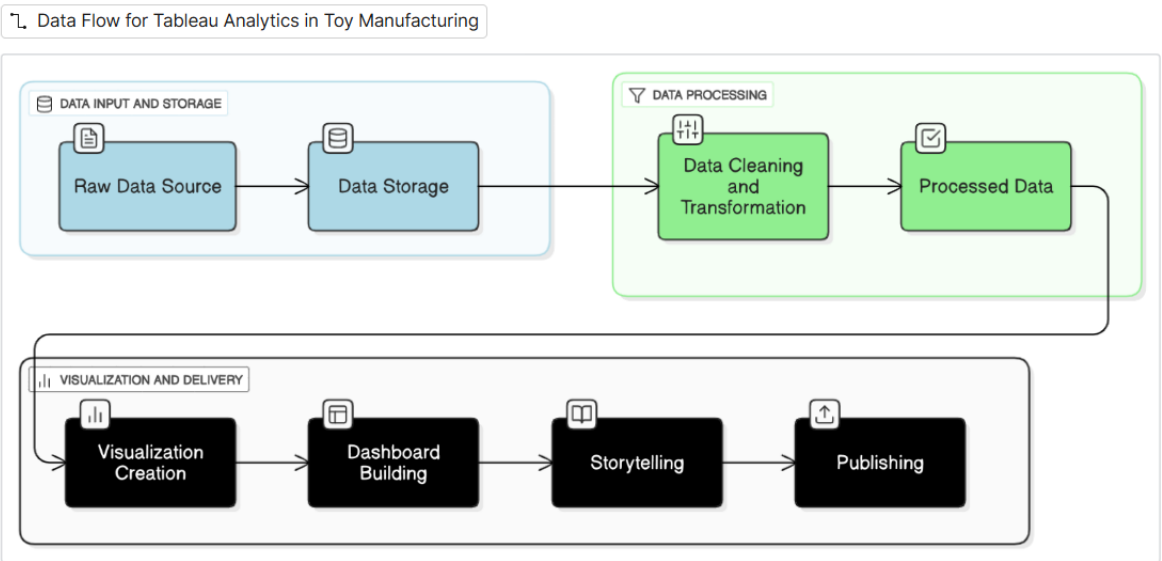 Data Flow for Tableau Analytics in Toy Manufacturing
DATA INPUT AND STORAGE
Raw Data Source
Data Storage
DATA PROCESSING
Data Cleaning
and
Transformation
Processed Data
VISUALIZATION AND DELIVERY
Visualization
Creation
Dashboard
Building
Storytelling
Publishing